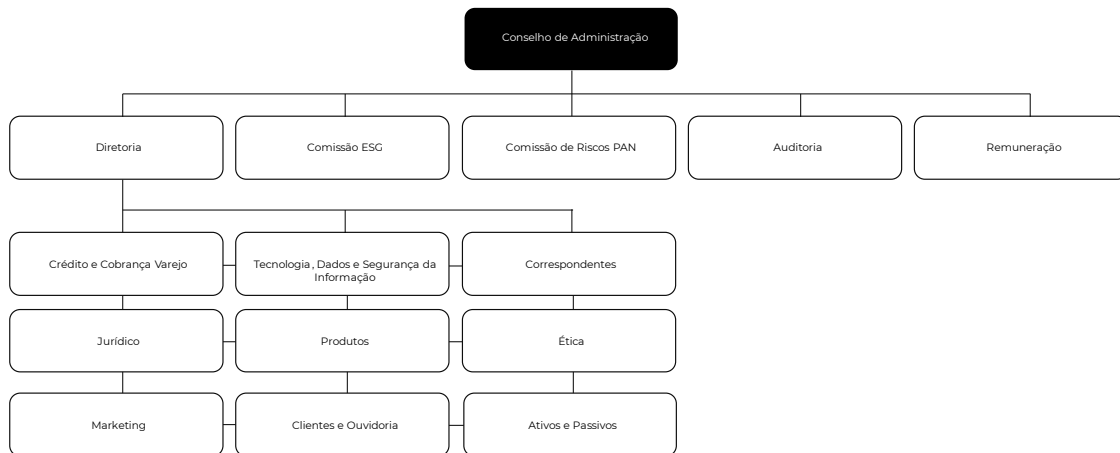 Conselho de Administração
Diretoria
Comissão ESG
Comissão de Riscos PAN
Auditoria
Remuneração
Crédito e Cobrança Varejo
Tecnologia, Dados e Segurança da
Informação
Correspondentes
Jurídico
Produtos
Ética
Marketing
Clientes e Ouvidoria
Ativos e Passivos